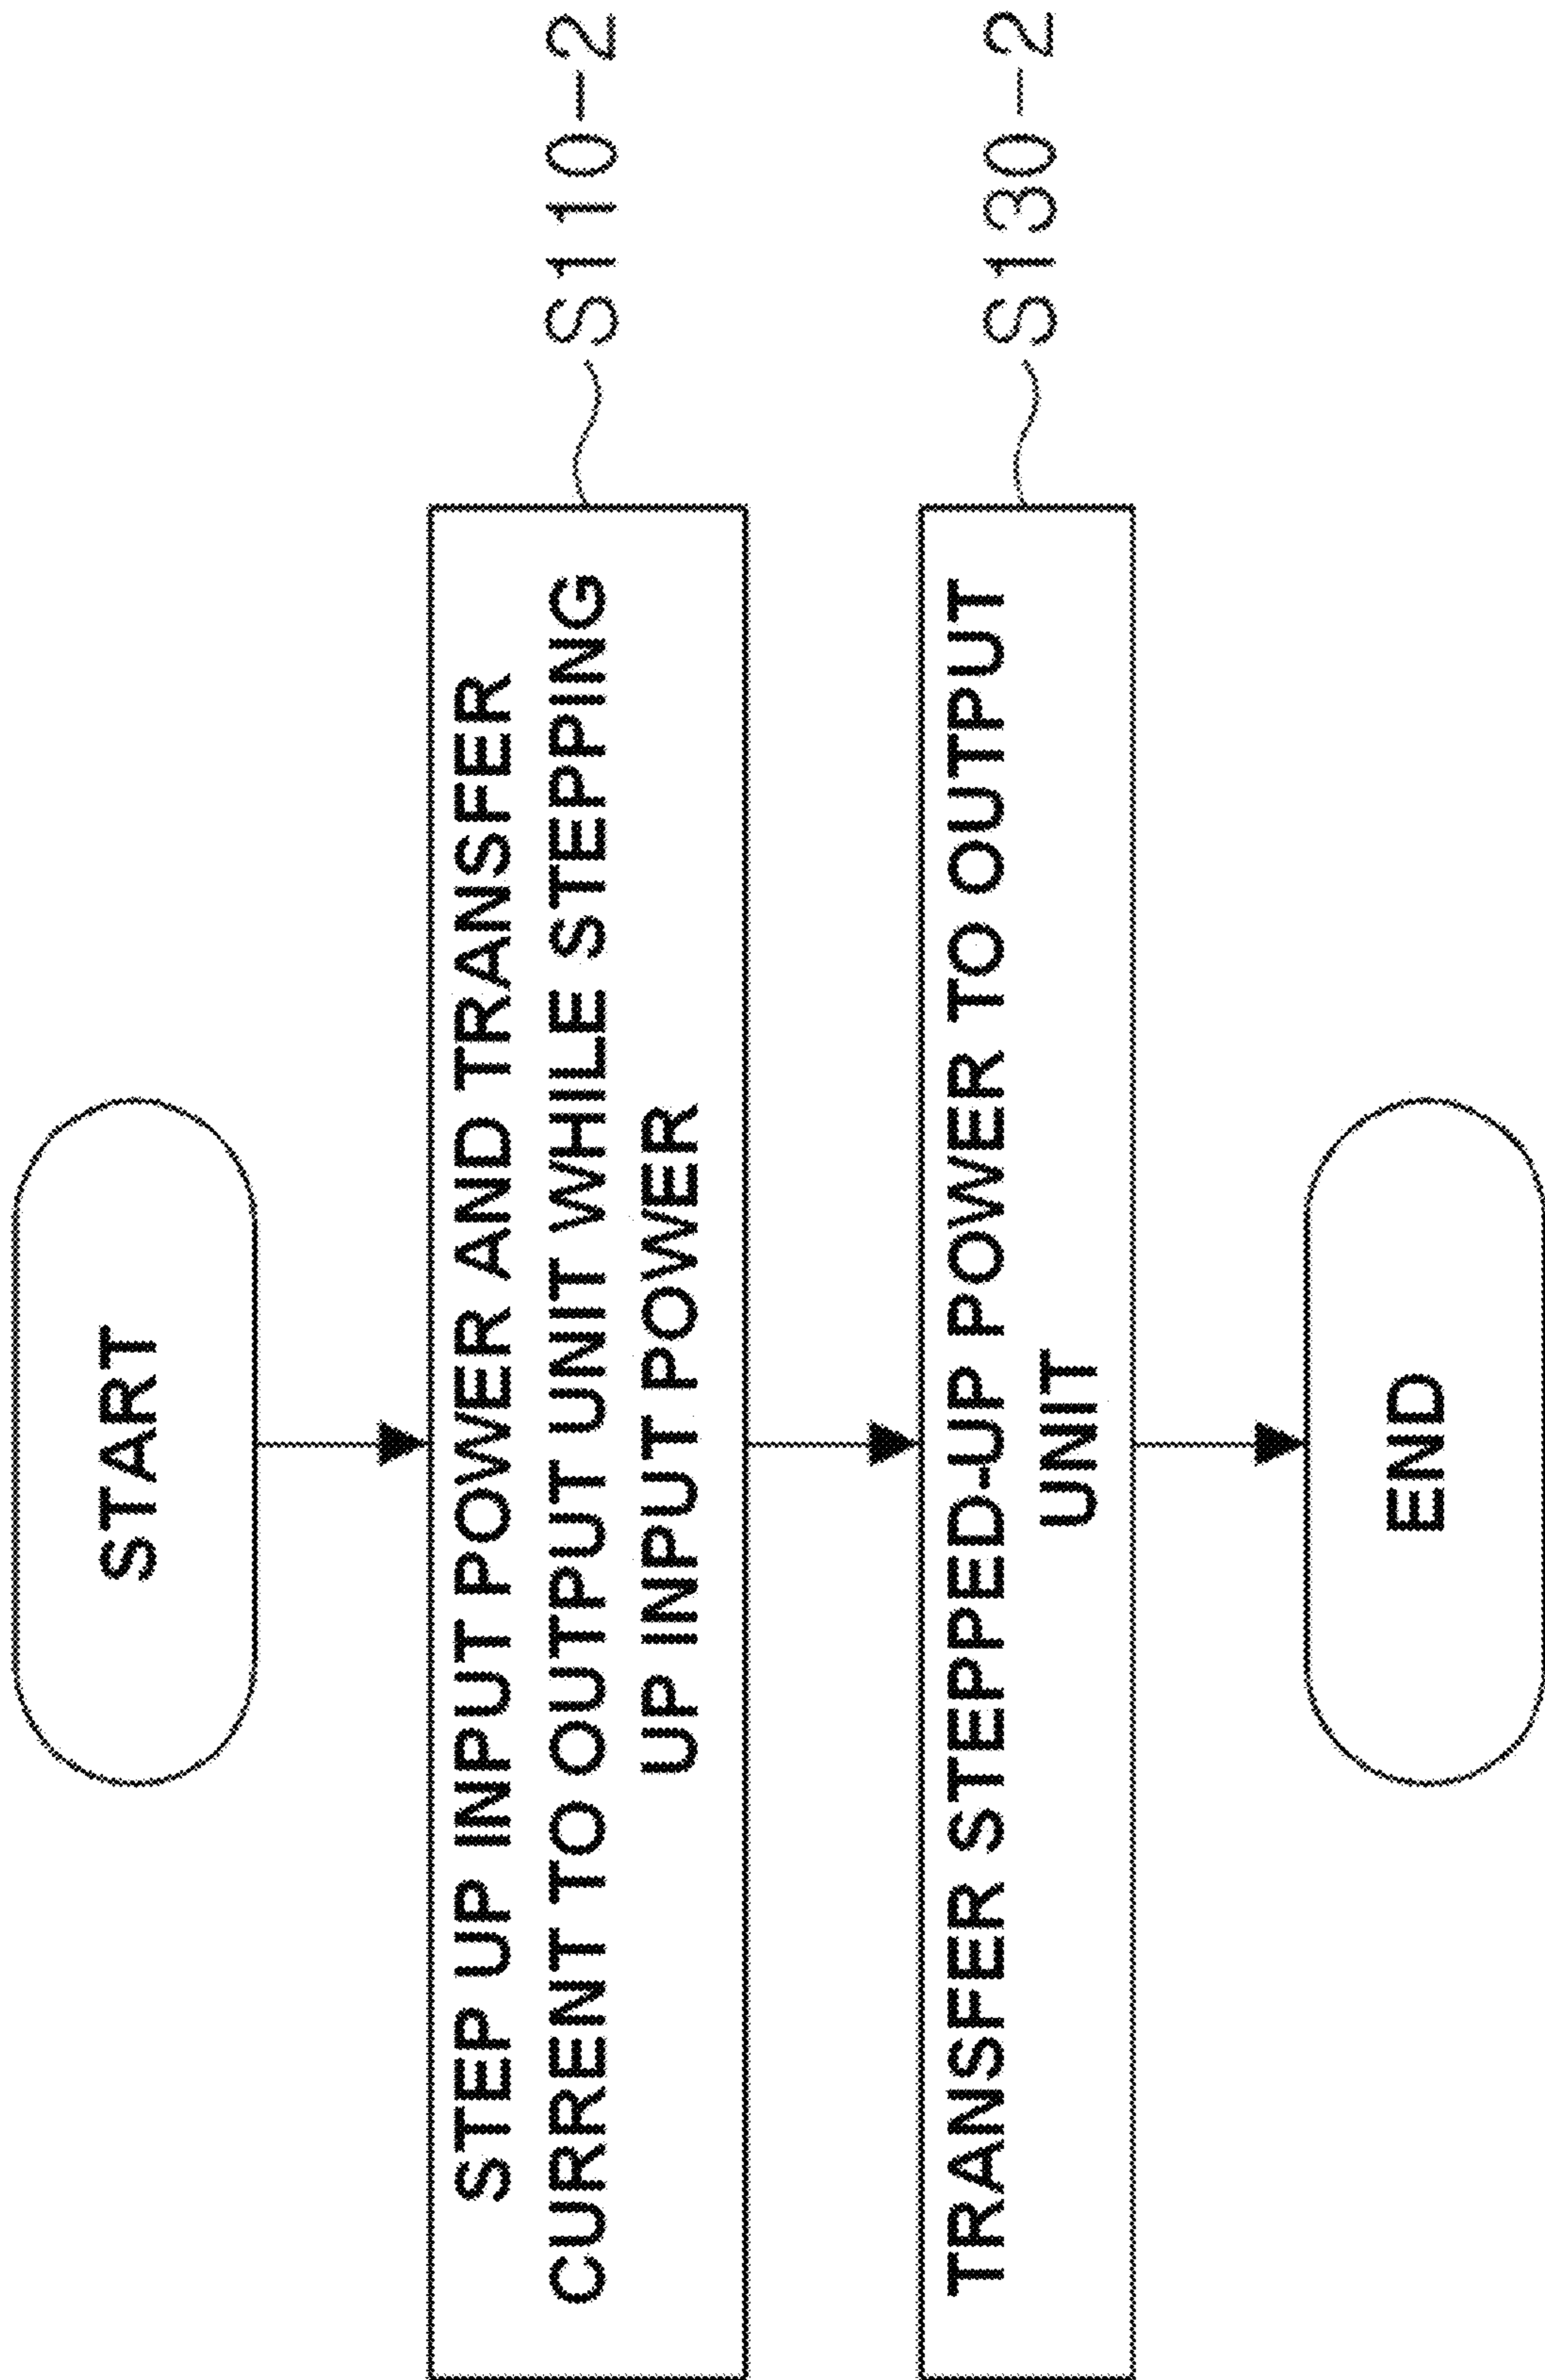 START
STEP UP INPUT POWER AND TRANSFER
CURRENT TO OUTPUT UNIT WHILE STEPPING
UP INPUT POWER
S110-2
TRANSFER STEPPED-UP POWER TO OUTPUT
UNIT
S130-2
END